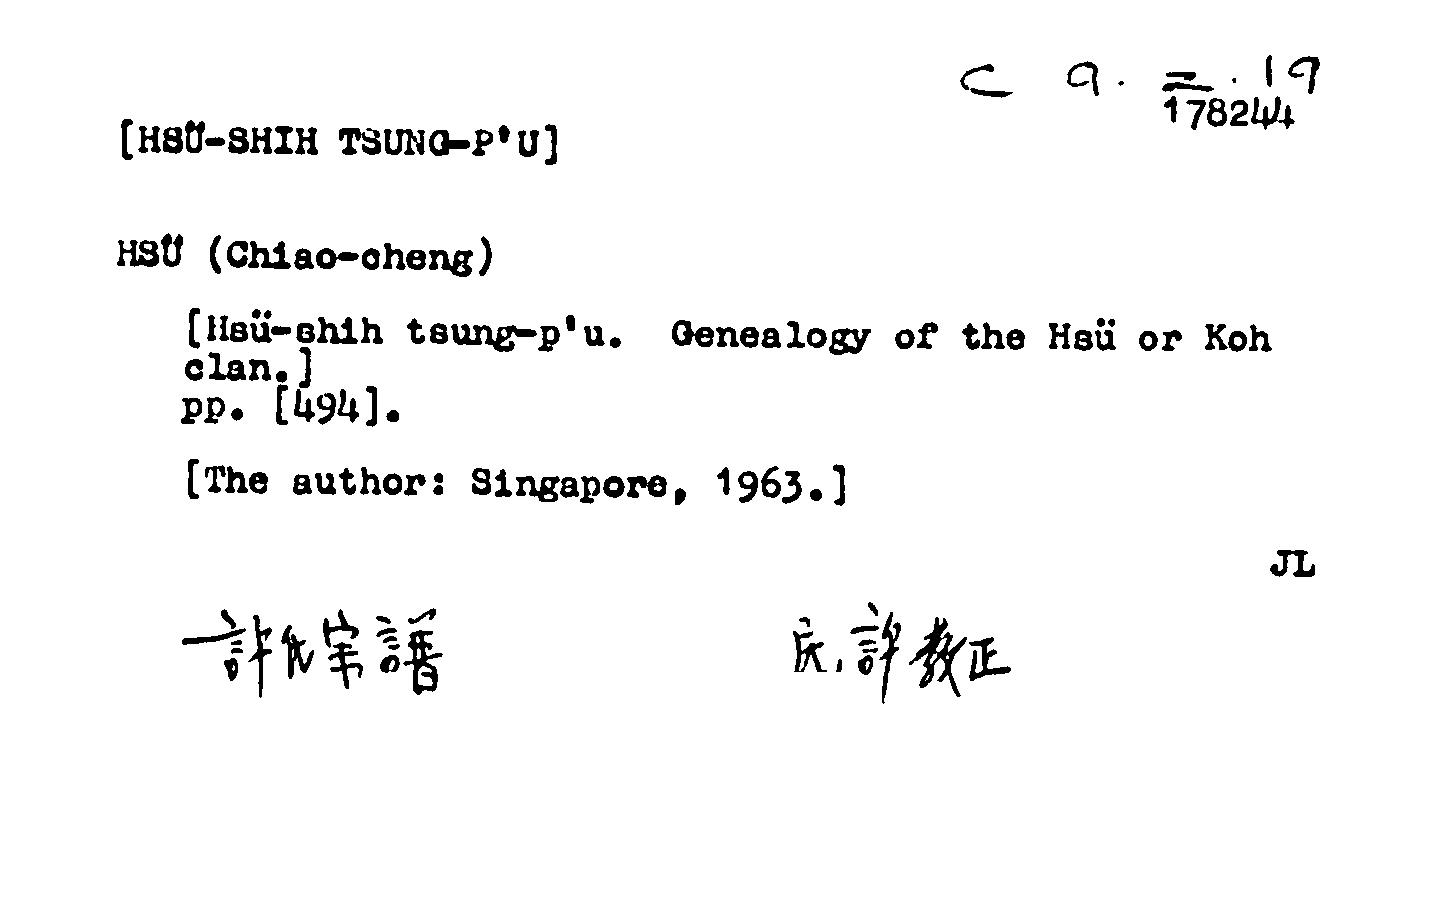 C 9. =. 19
178244
[HSÜ-SHIH TSUNG-P'U]
HSÜ (Chiao-cheng)
[Hsü-shih tsung-p'u. Genealogy of the Hsü or Koh
clan.]
pp. [494].
[The author: Singapore, 1963.]
JL
許氏宗譜 許教正